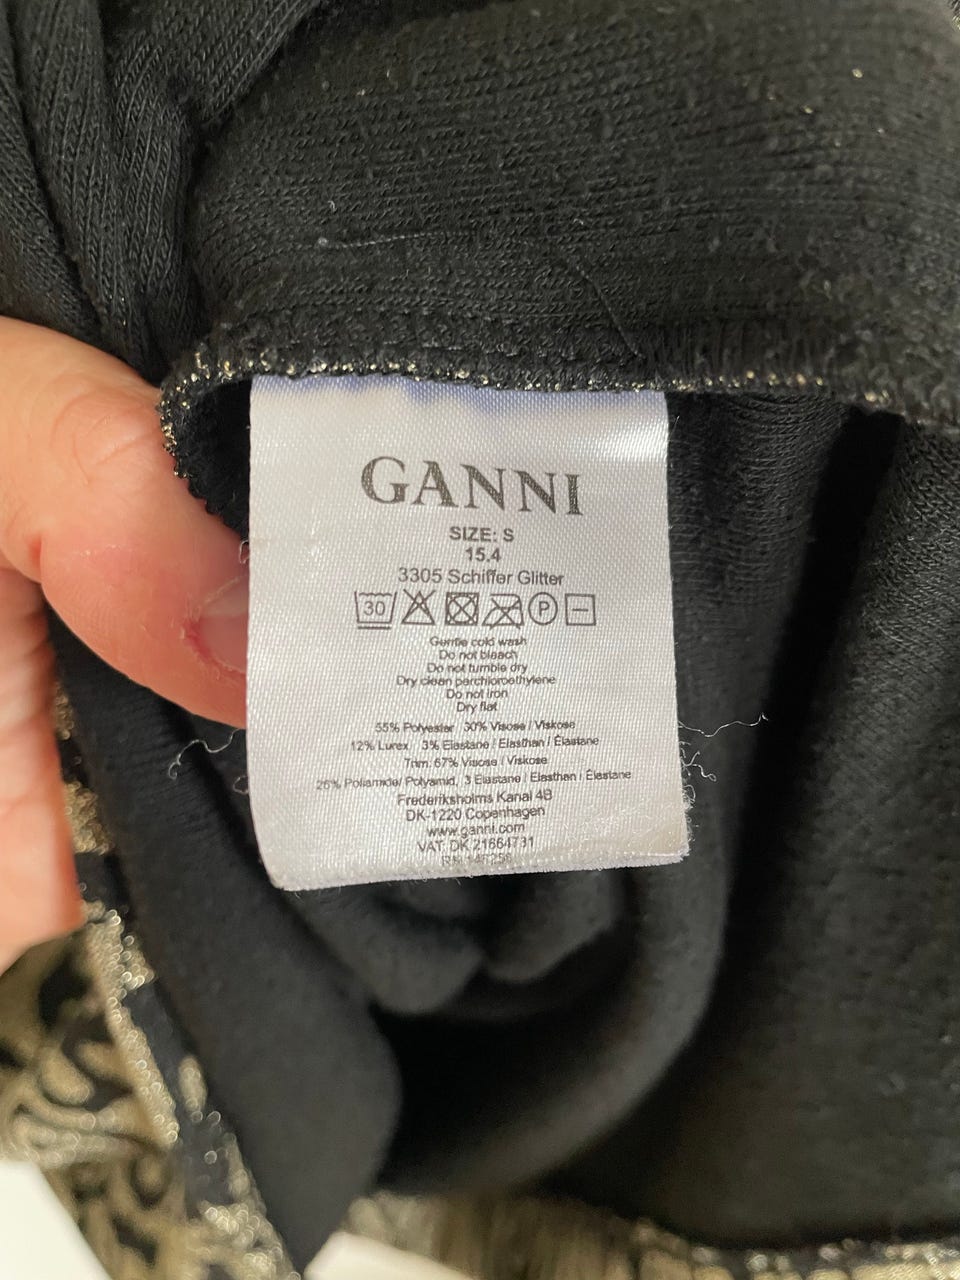 GANNI
SIZE: S
15.4
3305 Schiffer Glitter
30 P
Gentle cold wash
Do not bleach
Do not tumble dry
Dry clean perchloroethylene
Do not iron
Dry flat
55% Polyester 30% Visose / Viskose
12% Lurex 3% Elastane / Elasthan / Élastane
Trim: 67% Visose / Viskose
26% Poliamide/ Polyamid, 3 Elastane / Elasthan / Élastane
Frederiksholms Kanal 4B
DK-1220 Copenhagen
www.ganni.com
VAT: DK 21664731